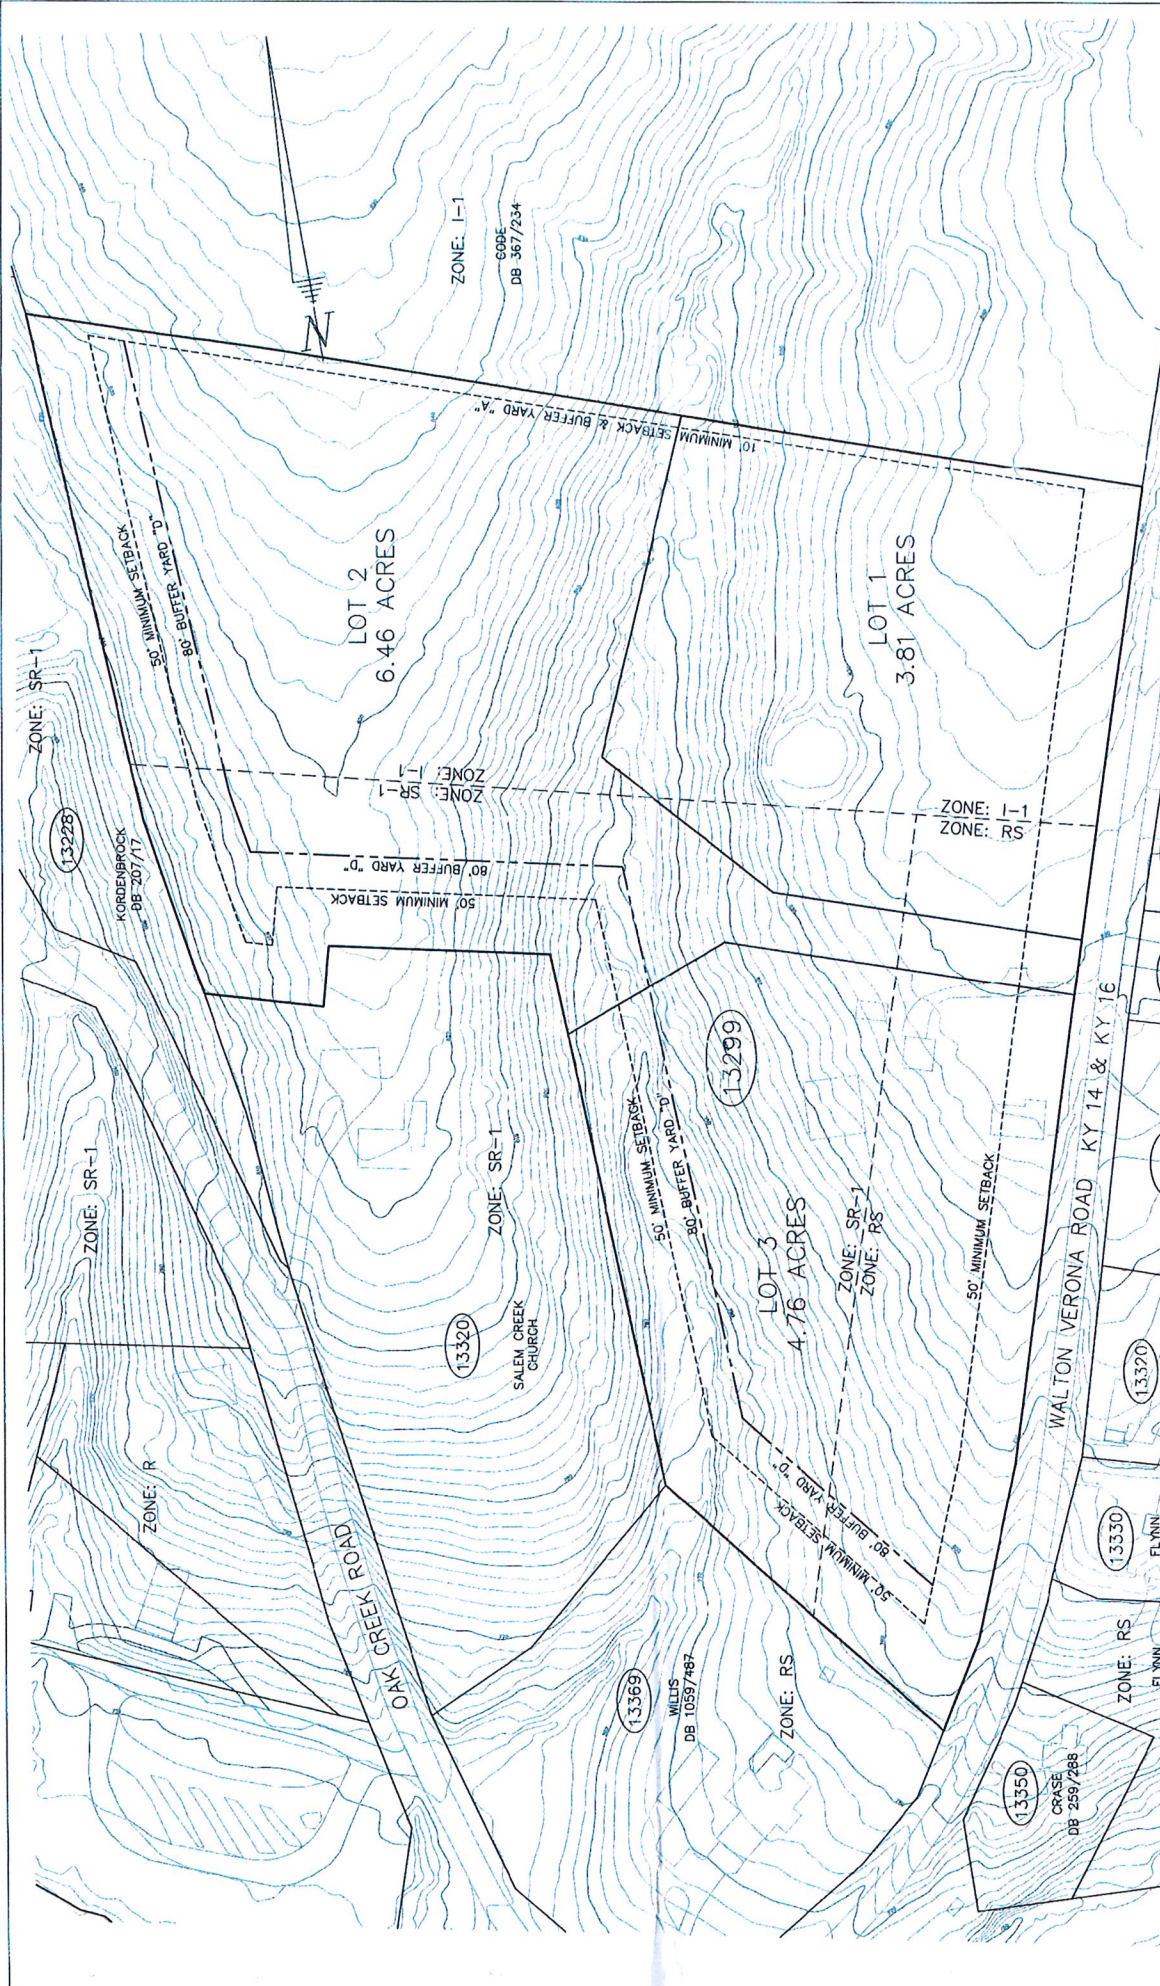 ZONE: I-1
CODE
DB 367/234
N
10' MINIMUM SETBACK & BUFFER YARD "A"
50' MINIMUM SETBACK
80' BUFFER YARD "D"
LOT 2
6.46 ACRES
LOT 1
3.81 ACRES
ZONE: SR-1
13228
KORDENBROCK
DB 207/17
ZONE: I-1
ZONE: SR-1
ZONE: I-1
ZONE: RS
80' BUFFER YARD "D"
50' MINIMUM SETBACK
13299
ZONE: SR-1
ZONE: SR-1
50' MINIMUM SETBACK
80' BUFFER YARD "D"
LOT 3
4.76 ACRES
ZONE: SR-1
ZONE: RS
50' MINIMUM SETBACK
WALTON VERONA ROAD KY 14 & KY 16
13320
SALEM CREEK
CHURCH
13320
ZONE: R
OAK CREEK ROAD
80' BUFFER YARD "D"
50' MINIMUM SETBACK
13330
FLYNN
13369
WILLIS
DB 1059/487
ZONE: RS
ZONE: RS
FLYNN
13350
CRASE
DB 259/288